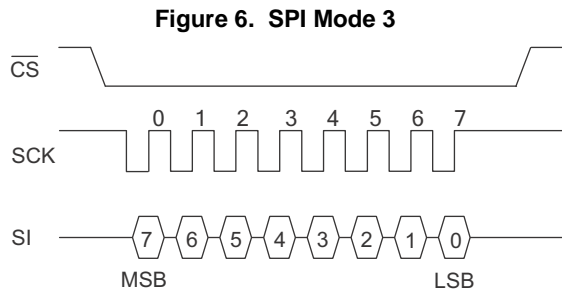 Figure 6. SPI Mode 3
CS
0 1 2 3 4 5 6 7
SCK
SI 7 6 5 4 3 2 1 0
MSB LSB